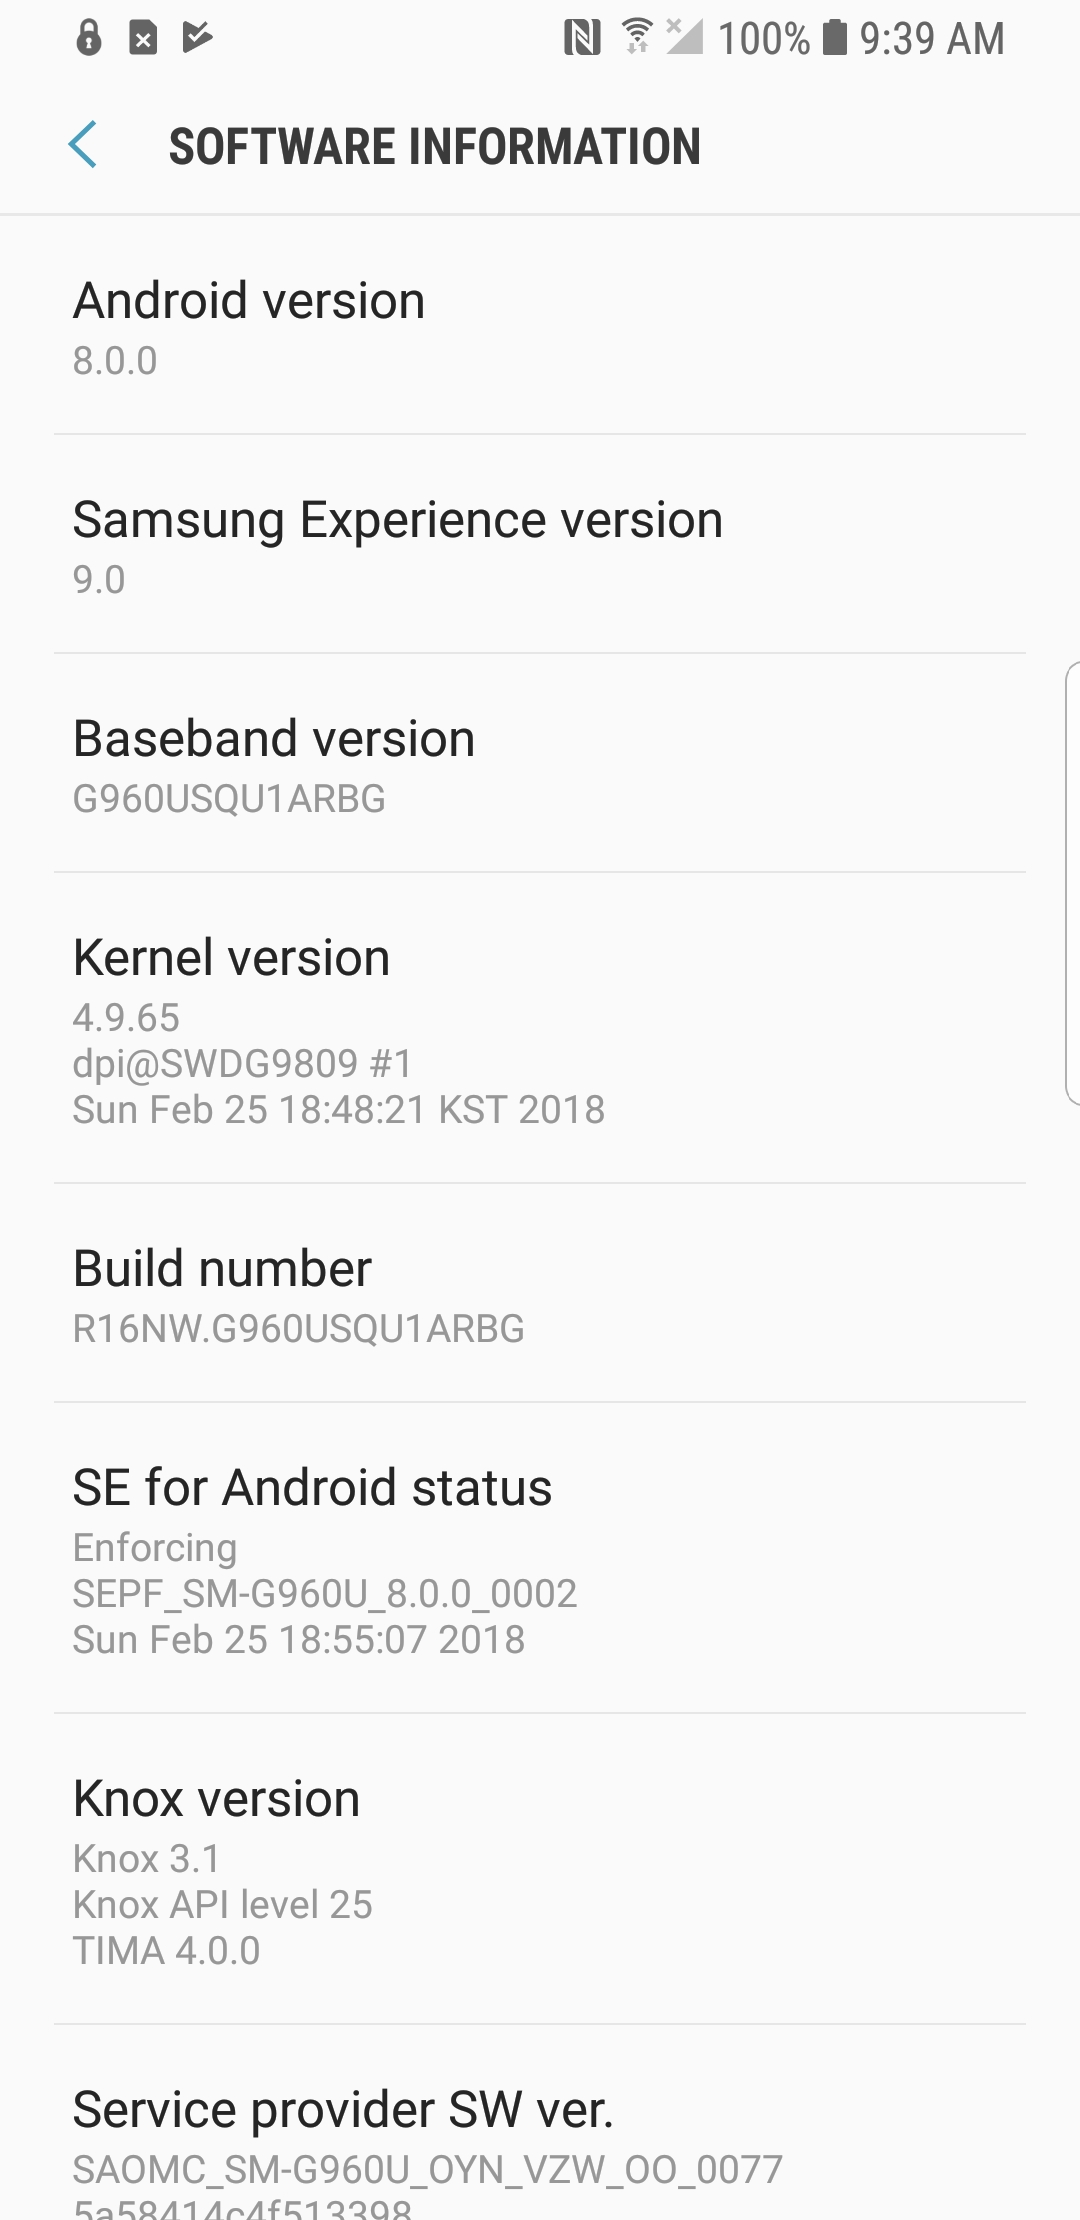 100% 9:39 AM
SOFTWARE INFORMATION
Android version
8.0.0
Samsung Experience version
9.0
Baseband version
G960USQU1ARBG
Kernel version
4.9.65
dpi@SWDG9809 #1
Sun Feb 25 18:48:21 KST 2018
Build number
R16NW.G960USQU1ARBG
SE for Android status
Enforcing
SEPF_SM-G960U_8.0.0_0002
Sun Feb 25 18:55:07 2018
Knox version
Knox 3.1
Knox API level 25
TIMA 4.0.0
Service provider SW ver.
SAOMC_SM-G960U_OYN_VZW_OO_0077
5a58414c4f513398